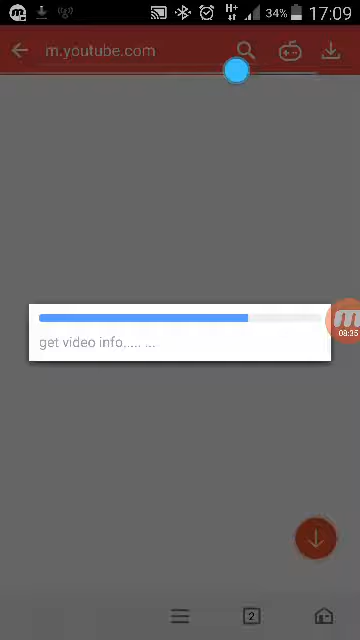 H+ 34% 17:09
m.youtube.com
get video info..... ...
08:35
2